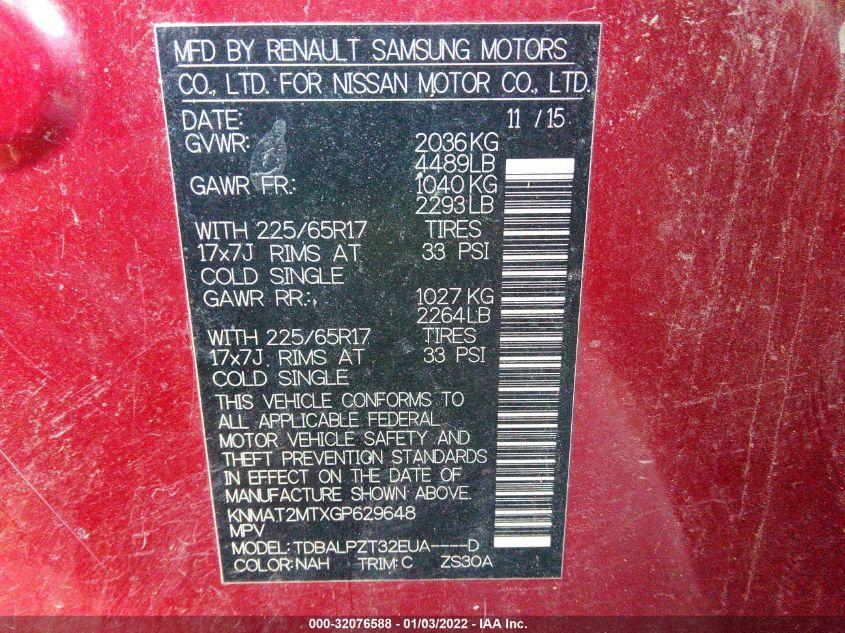 MFD BY RENAULT SAMSUNG MOTORS
CO., LTD. FOR NISSAN MOTOR CO., LTD.
DATE: 11 / 15
GVWR: 2036 KG
4489LB
GAWR FR.: 1040 KG
2293 LB
WITH 225/65R17 TIRES
17x7J RIMS AT 33 PSI
COLD SINGLE
GAWR RR.: 1027 KG
2264LB
WITH 225/65R17 TIRES
17x7J RIMS AT 33 PSI
COLD SINGLE
THIS VEHICLE CONFORMS TO
ALL APPLICABLE FEDERAL
MOTOR VEHICLE SAFETY AND
THEFT PREVENTION STANDARDS
IN EFFECT ON THE DATE OF
MANUFACTURE SHOWN ABOVE.
KNMAT2MTXGP629648
MPV
MODEL: TDBALPZT32EUA----D
COLOR: NAH TRIM: C ZS30A
000-32076588 - 01/03/2022 - IAA Inc.